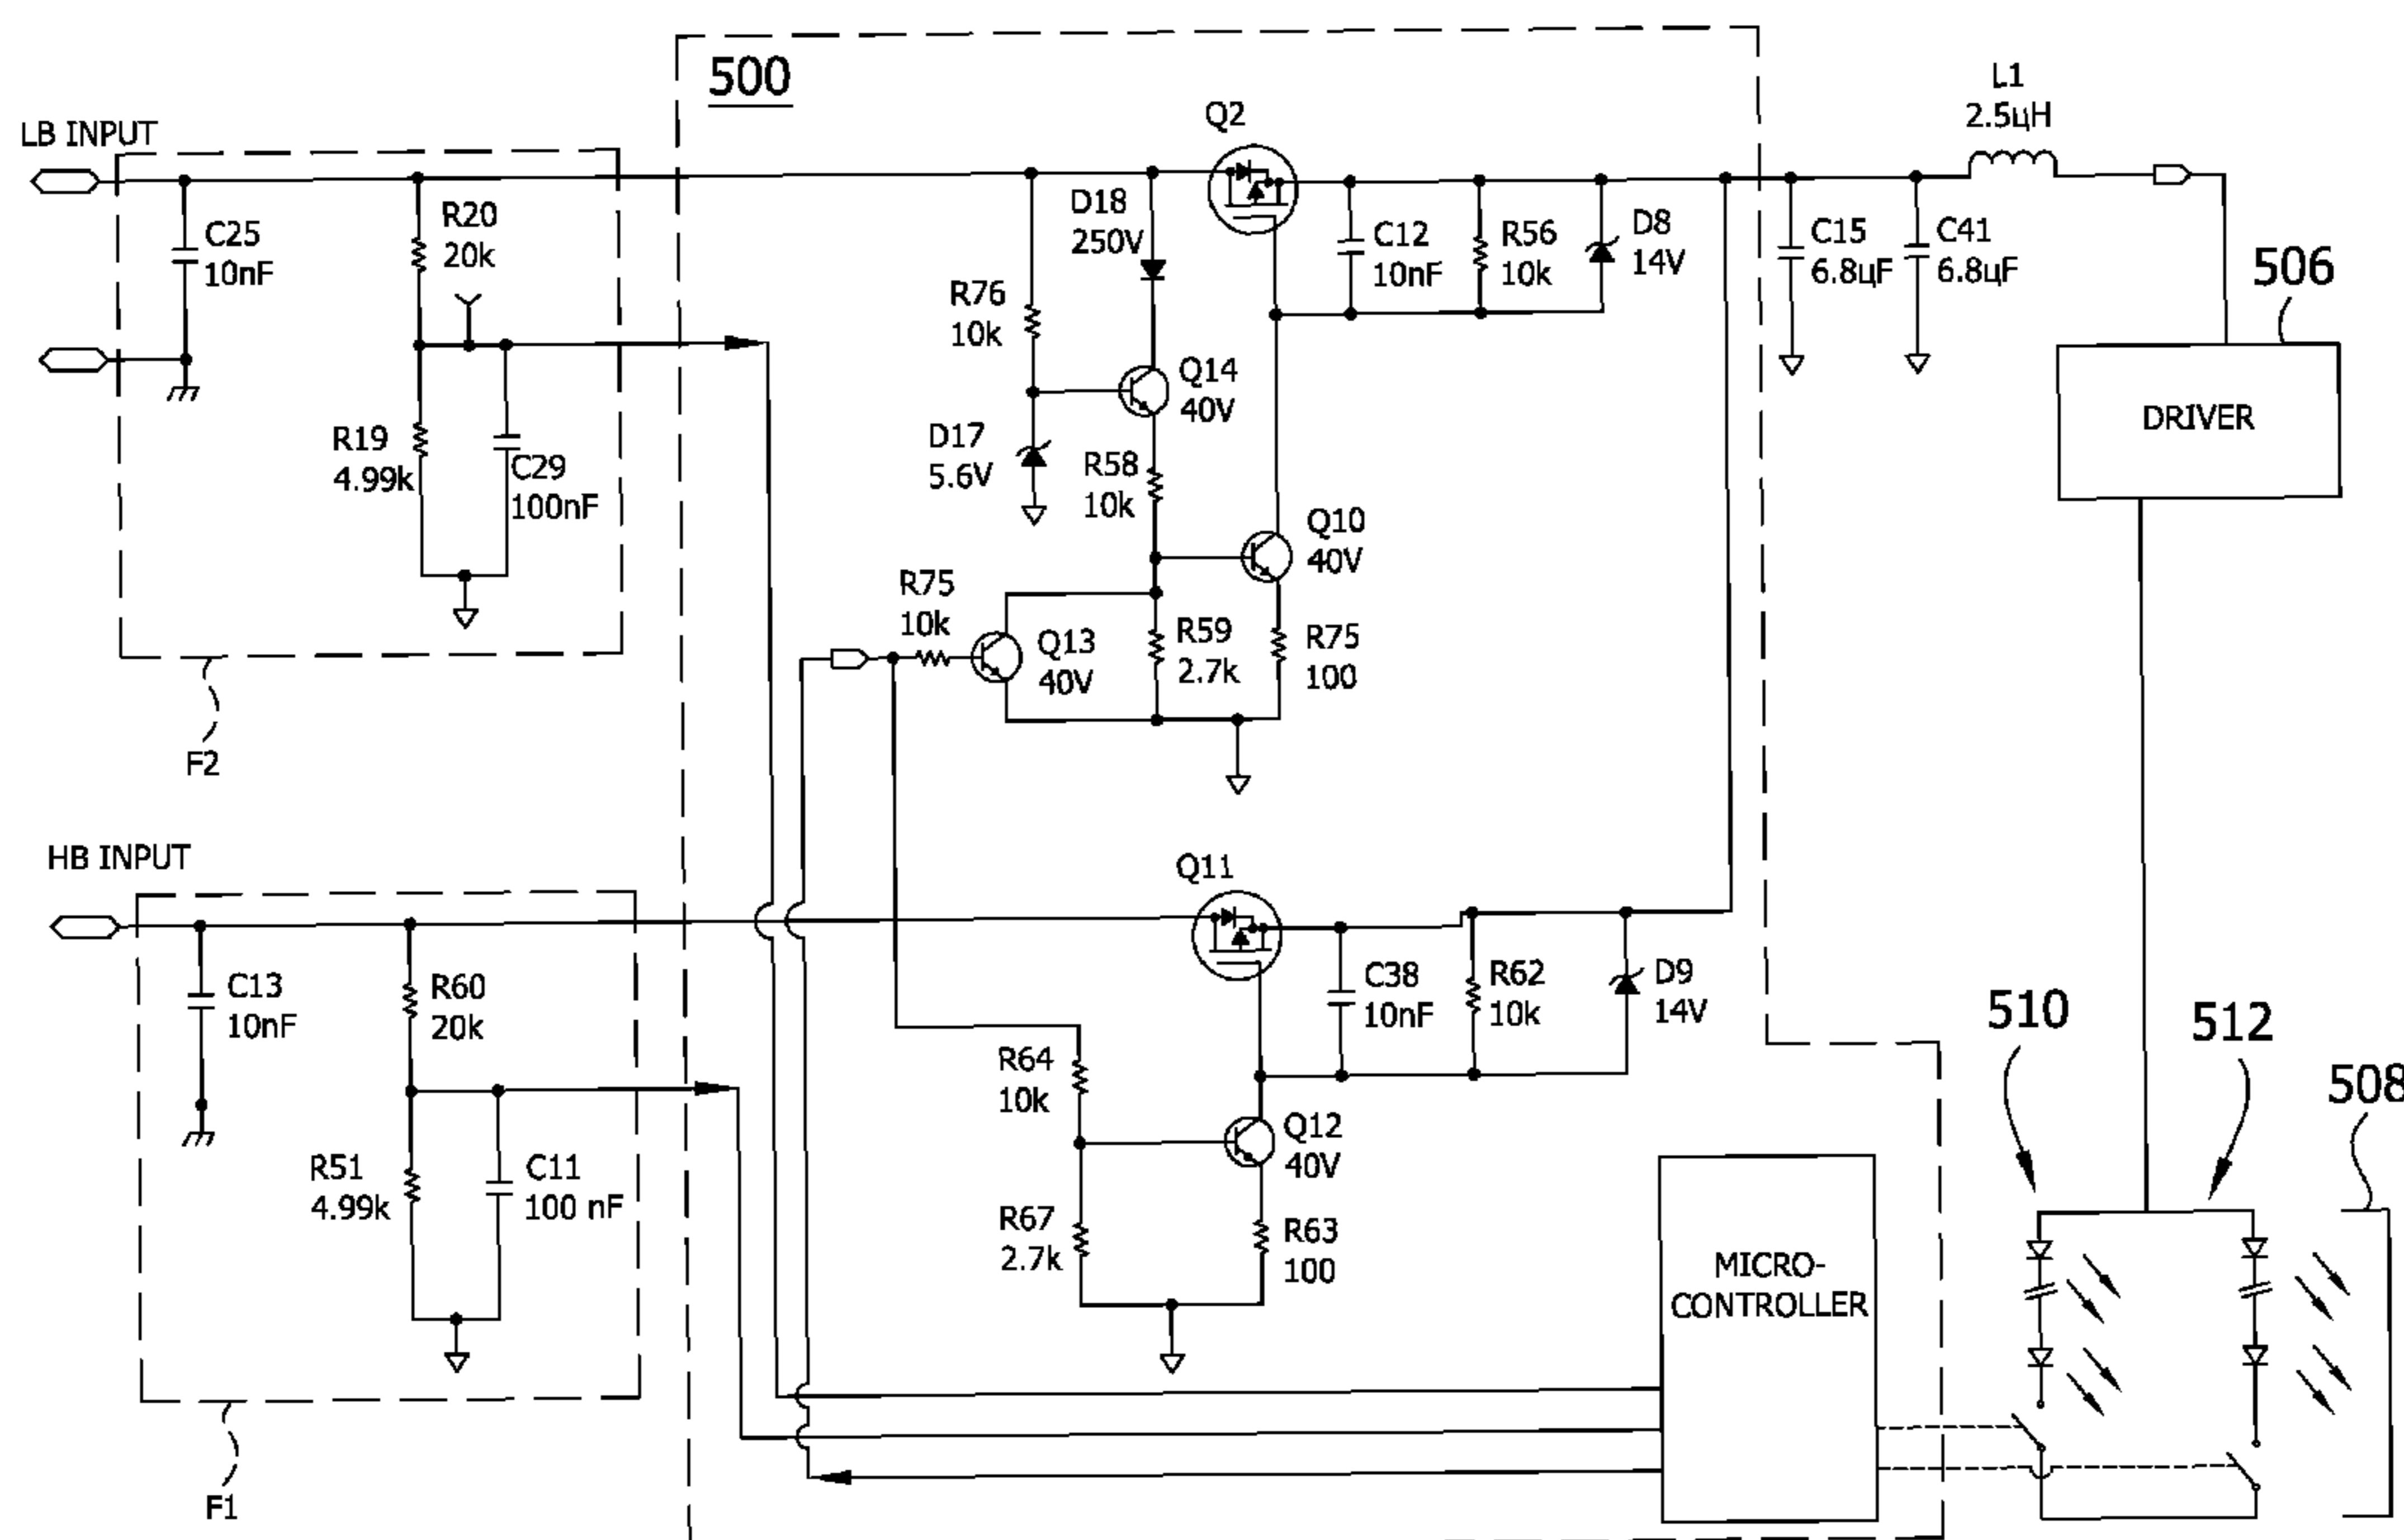 500
LB INPUT
C25
10nF
R20
20k
R19
4.99k
C29
100nF
F2
Q2
D18
250V
R76
10k
Q14
40V
D17
5.6V
R58
10k
Q10
40V
R75
10k
Q13
40V
R59
2.7k
R75
100
C12
10nF
R56
10k
D8
14V
C15
6.8µF
C41
6.8µF
L1
2.5µH
506
DRIVER
HB INPUT
C13
10nF
R60
20k
R51
4.99k
C11
100 nF
F1
Q11
C38
10nF
R62
10k
D9
14V
R64
10k
Q12
40V
R67
2.7k
R63
100
MICRO-
CONTROLLER
510
512
508